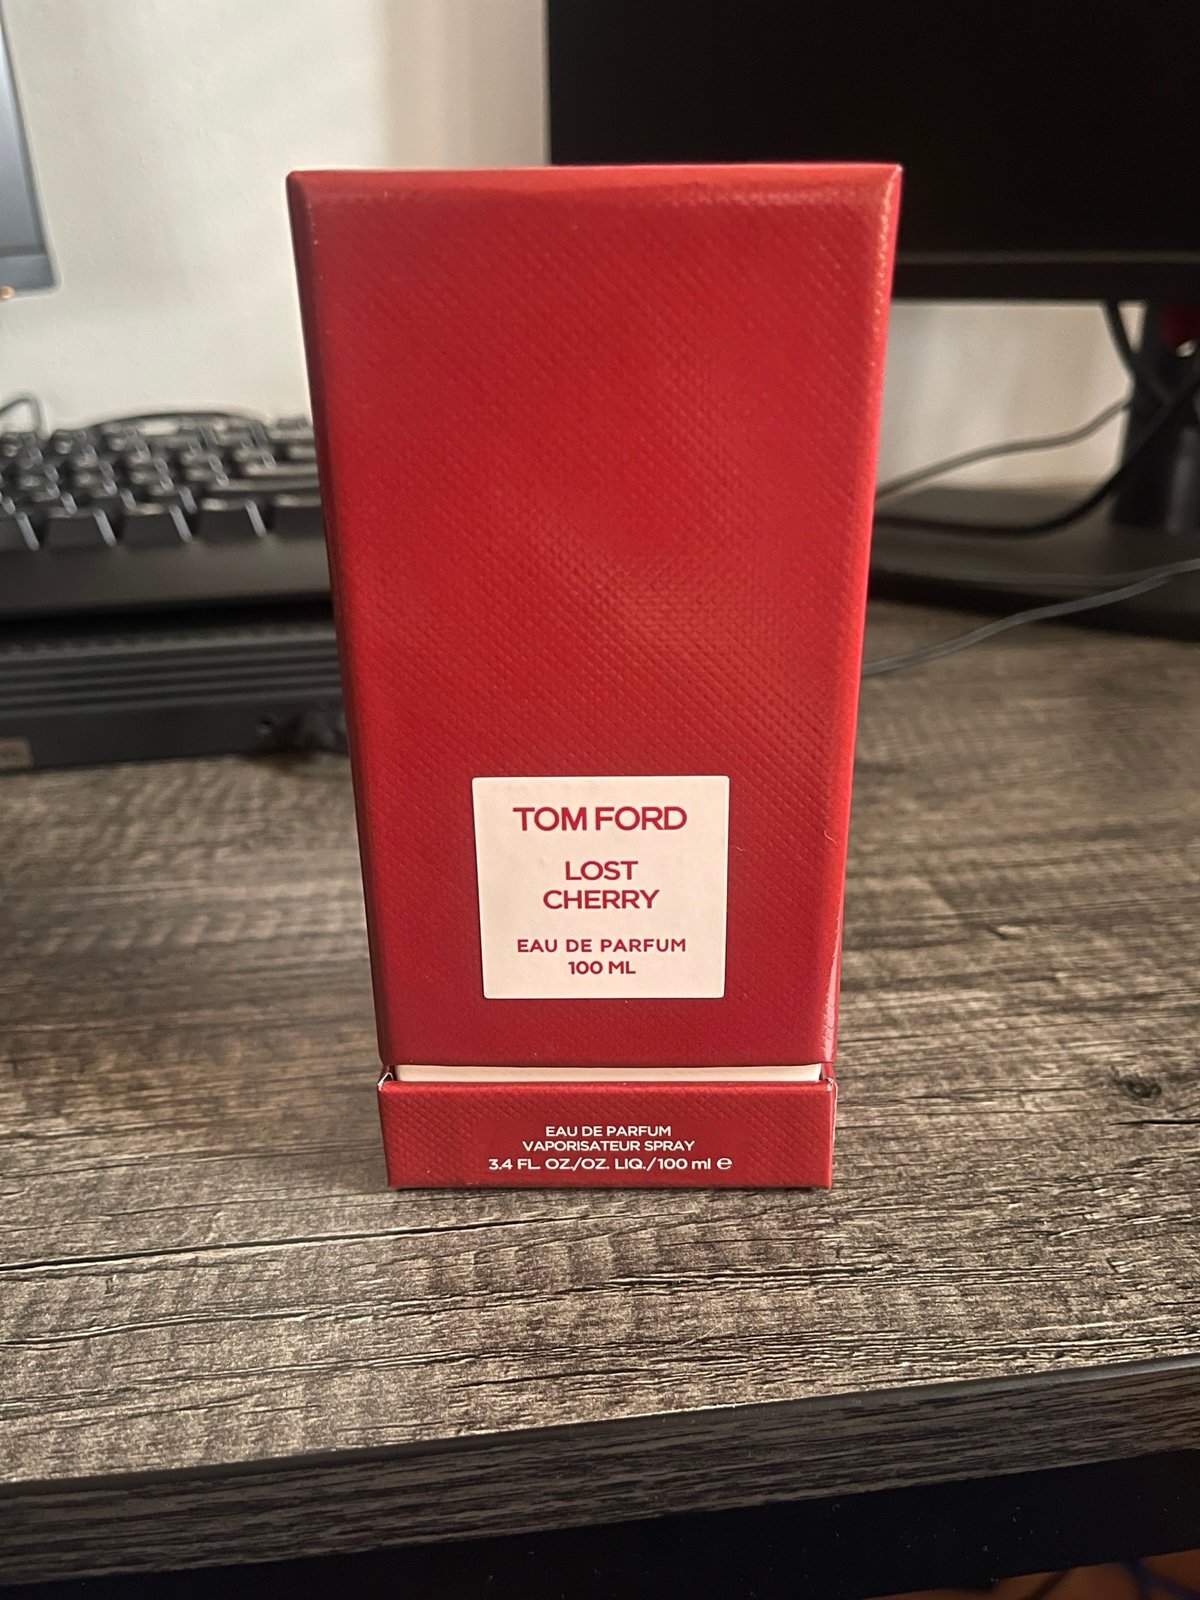 TOM FORD
LOST
CHERRY
EAU DE PARFUM
100 ML
EAU DE PARFUM
VAPORISATEUR SPRAY
3.4 FL. OZ./OZ. LIQ./100 ml ℮